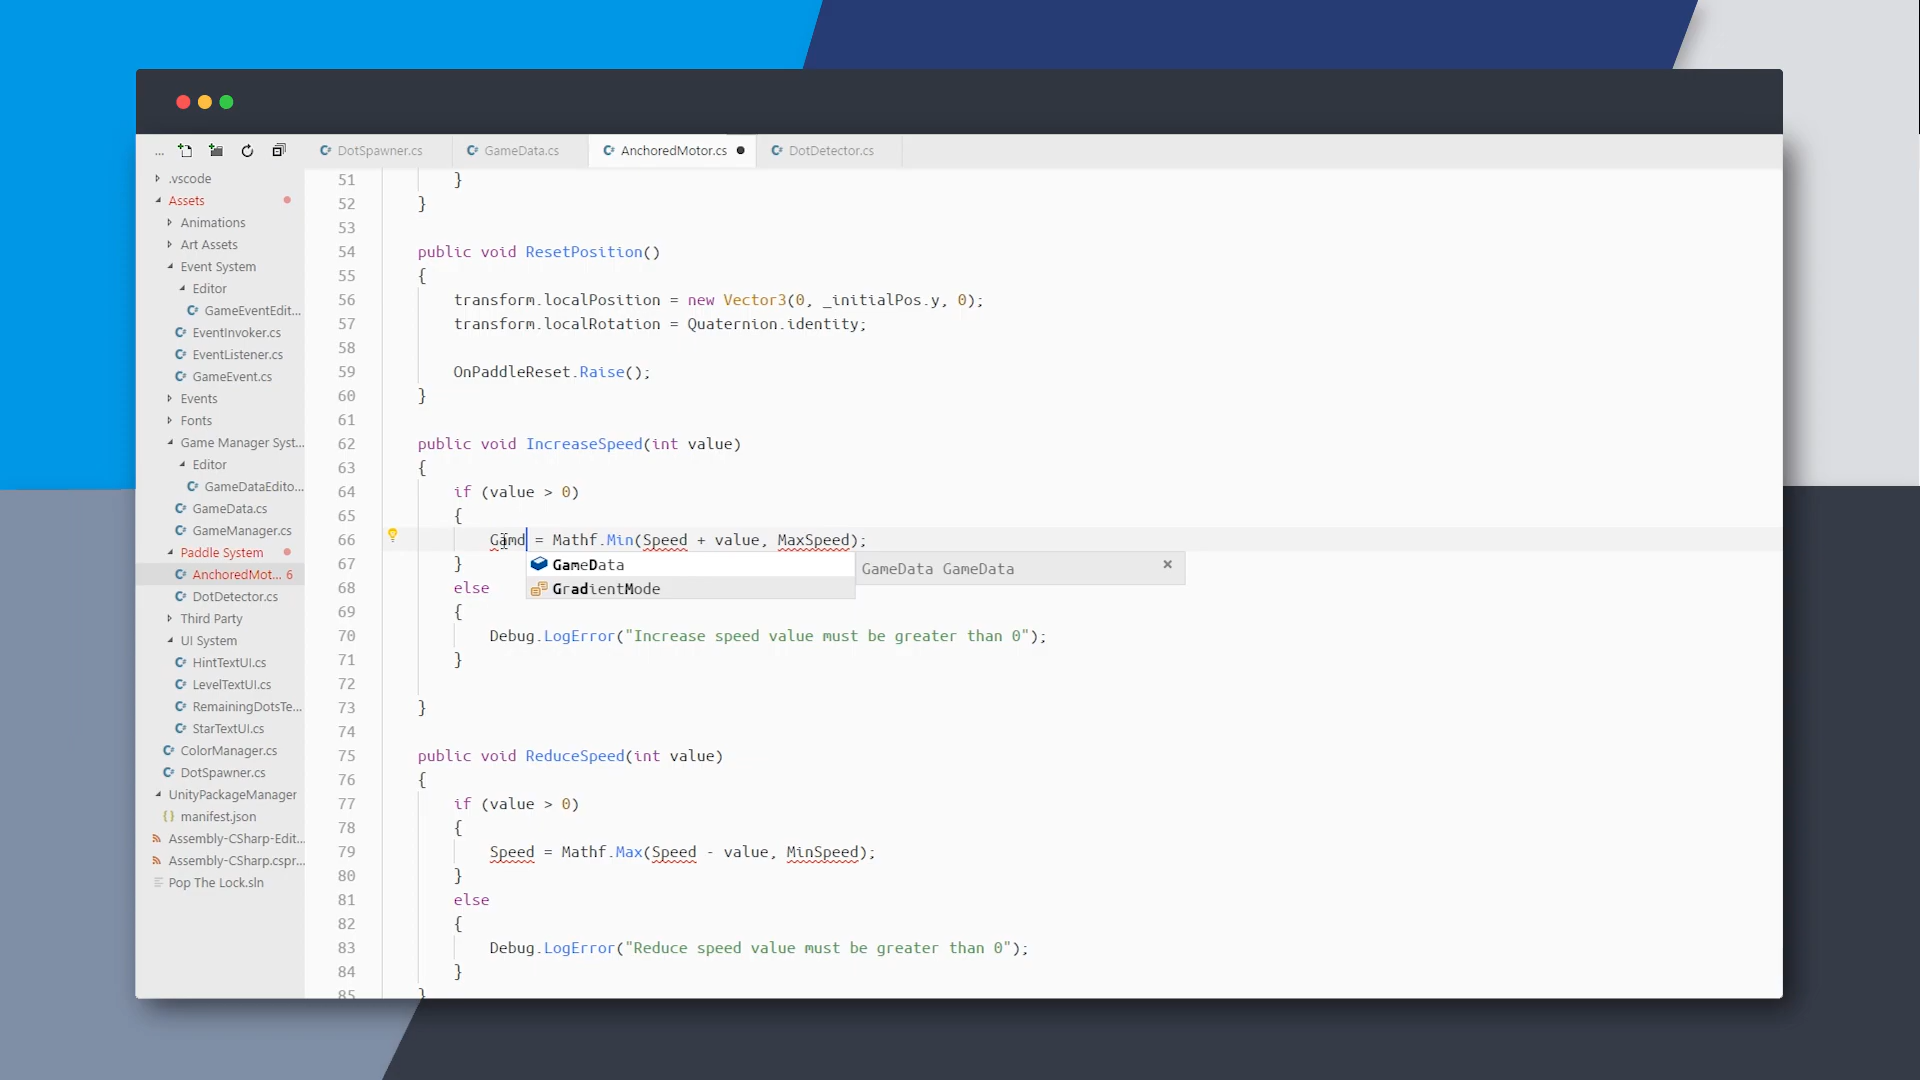 ... DotSpawner.cs GameData.cs AnchoredMotor.cs DotDetector.cs
.vscode
Assets
Animations
Art Assets
Event System
Editor
GameEventEdit...
EventInvoker.cs
EventListener.cs
GameEvent.cs
Events
Fonts
Game Manager Syst...
Editor
GameDataEdito...
GameData.cs
GameManager.cs
Paddle System
AnchoredMot... 6
DotDetector.cs
Third Party
UI System
HintTextUI.cs
LevelTextUI.cs
RemainingDotsTe...
StarTextUI.cs
ColorManager.cs
DotSpawner.cs
UnityPackageManager
{} manifest.json
Assembly-CSharp-Edit...
Assembly-CSharp.cspr...
Pop The Lock.sln
51 }
52 }
53
54 public void ResetPosition()
55 {
56 transform.localPosition = new Vector3(0, _initialPos.y, 0);
57 transform.localRotation = Quaternion.identity;
58
59 OnPaddleReset.Raise();
60 }
61
62 public void IncreaseSpeed(int value)
63 {
64 if (value > 0)
65 {
66 Gamd = Mathf.Min(Speed + value, MaxSpeed);
67 }
GameData GameData GameData ×
68 else
GradientMode
69 {
70 Debug.LogError("Increase speed value must be greater than 0");
71 }
72
73 }
74
75 public void ReduceSpeed(int value)
76 {
77 if (value > 0)
78 {
79 Speed = Mathf.Max(Speed - value, MinSpeed);
80 }
81 else
82 {
83 Debug.LogError("Reduce speed value must be greater than 0");
84 }
85 }